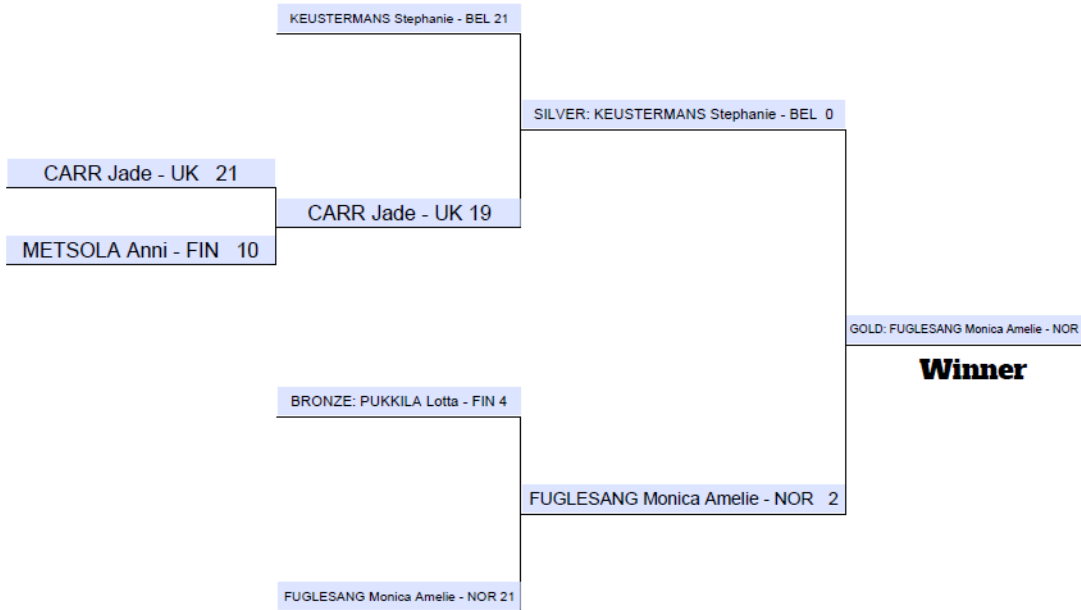 KEUSTERMANS Stephanie - BEL 21
SILVER: KEUSTERMANS Stephanie - BEL 0
CARR Jade - UK 21
CARR Jade - UK 19
METSOLA Anni - FIN 10
GOLD: FUGLESANG Monica Amelie - NOR
Winner
BRONZE: PUKKILA Lotta - FIN 4
FUGLESANG Monica Amelie - NOR 2
FUGLESANG Monica Amelie - NOR 21